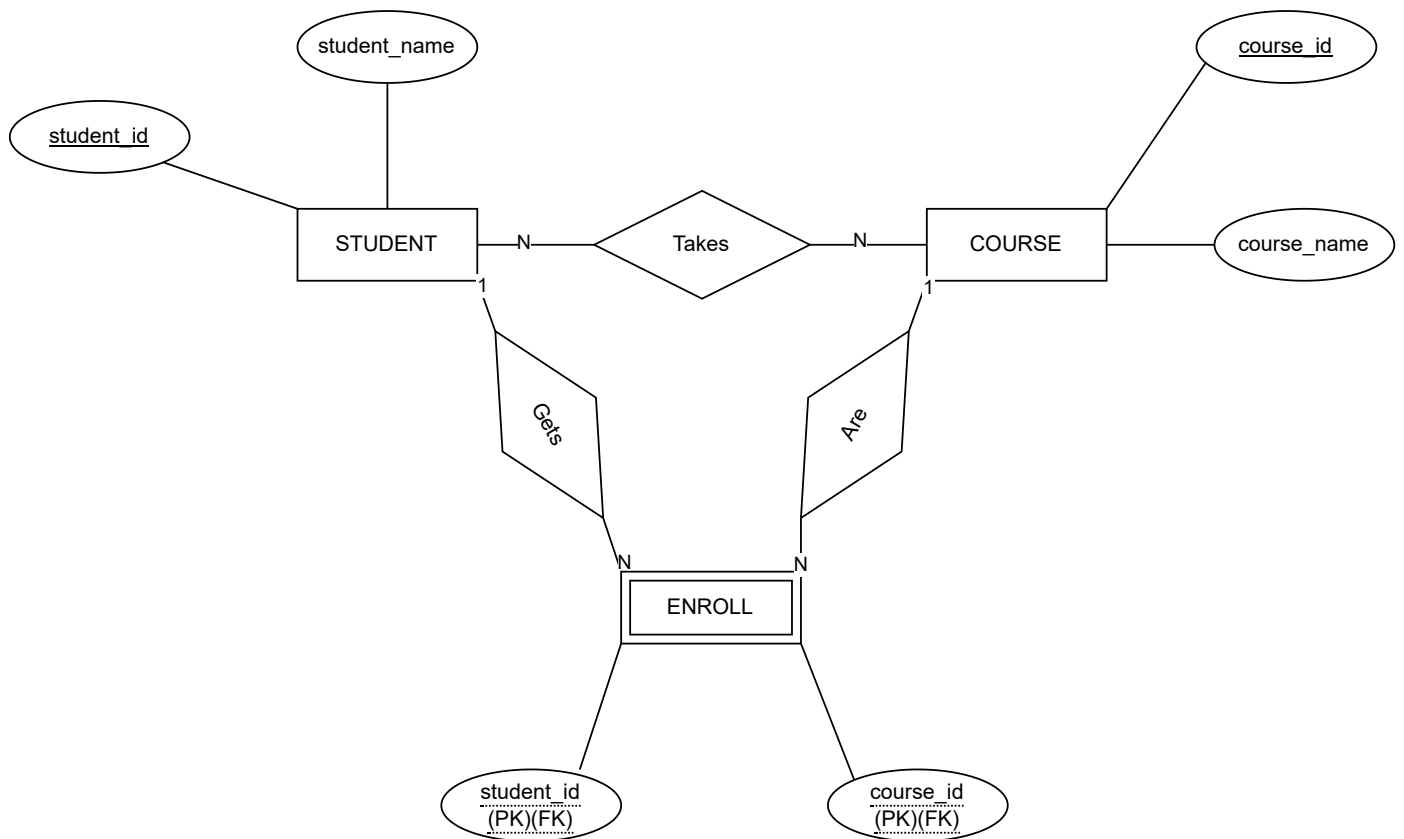 student_name
course_id
student_id
STUDENT
N
Takes
N
COURSE
course_name
1
1
Gets
Are
N
N
ENROLL
student_id
(PK)(FK)
course_id
(PK)(FK)